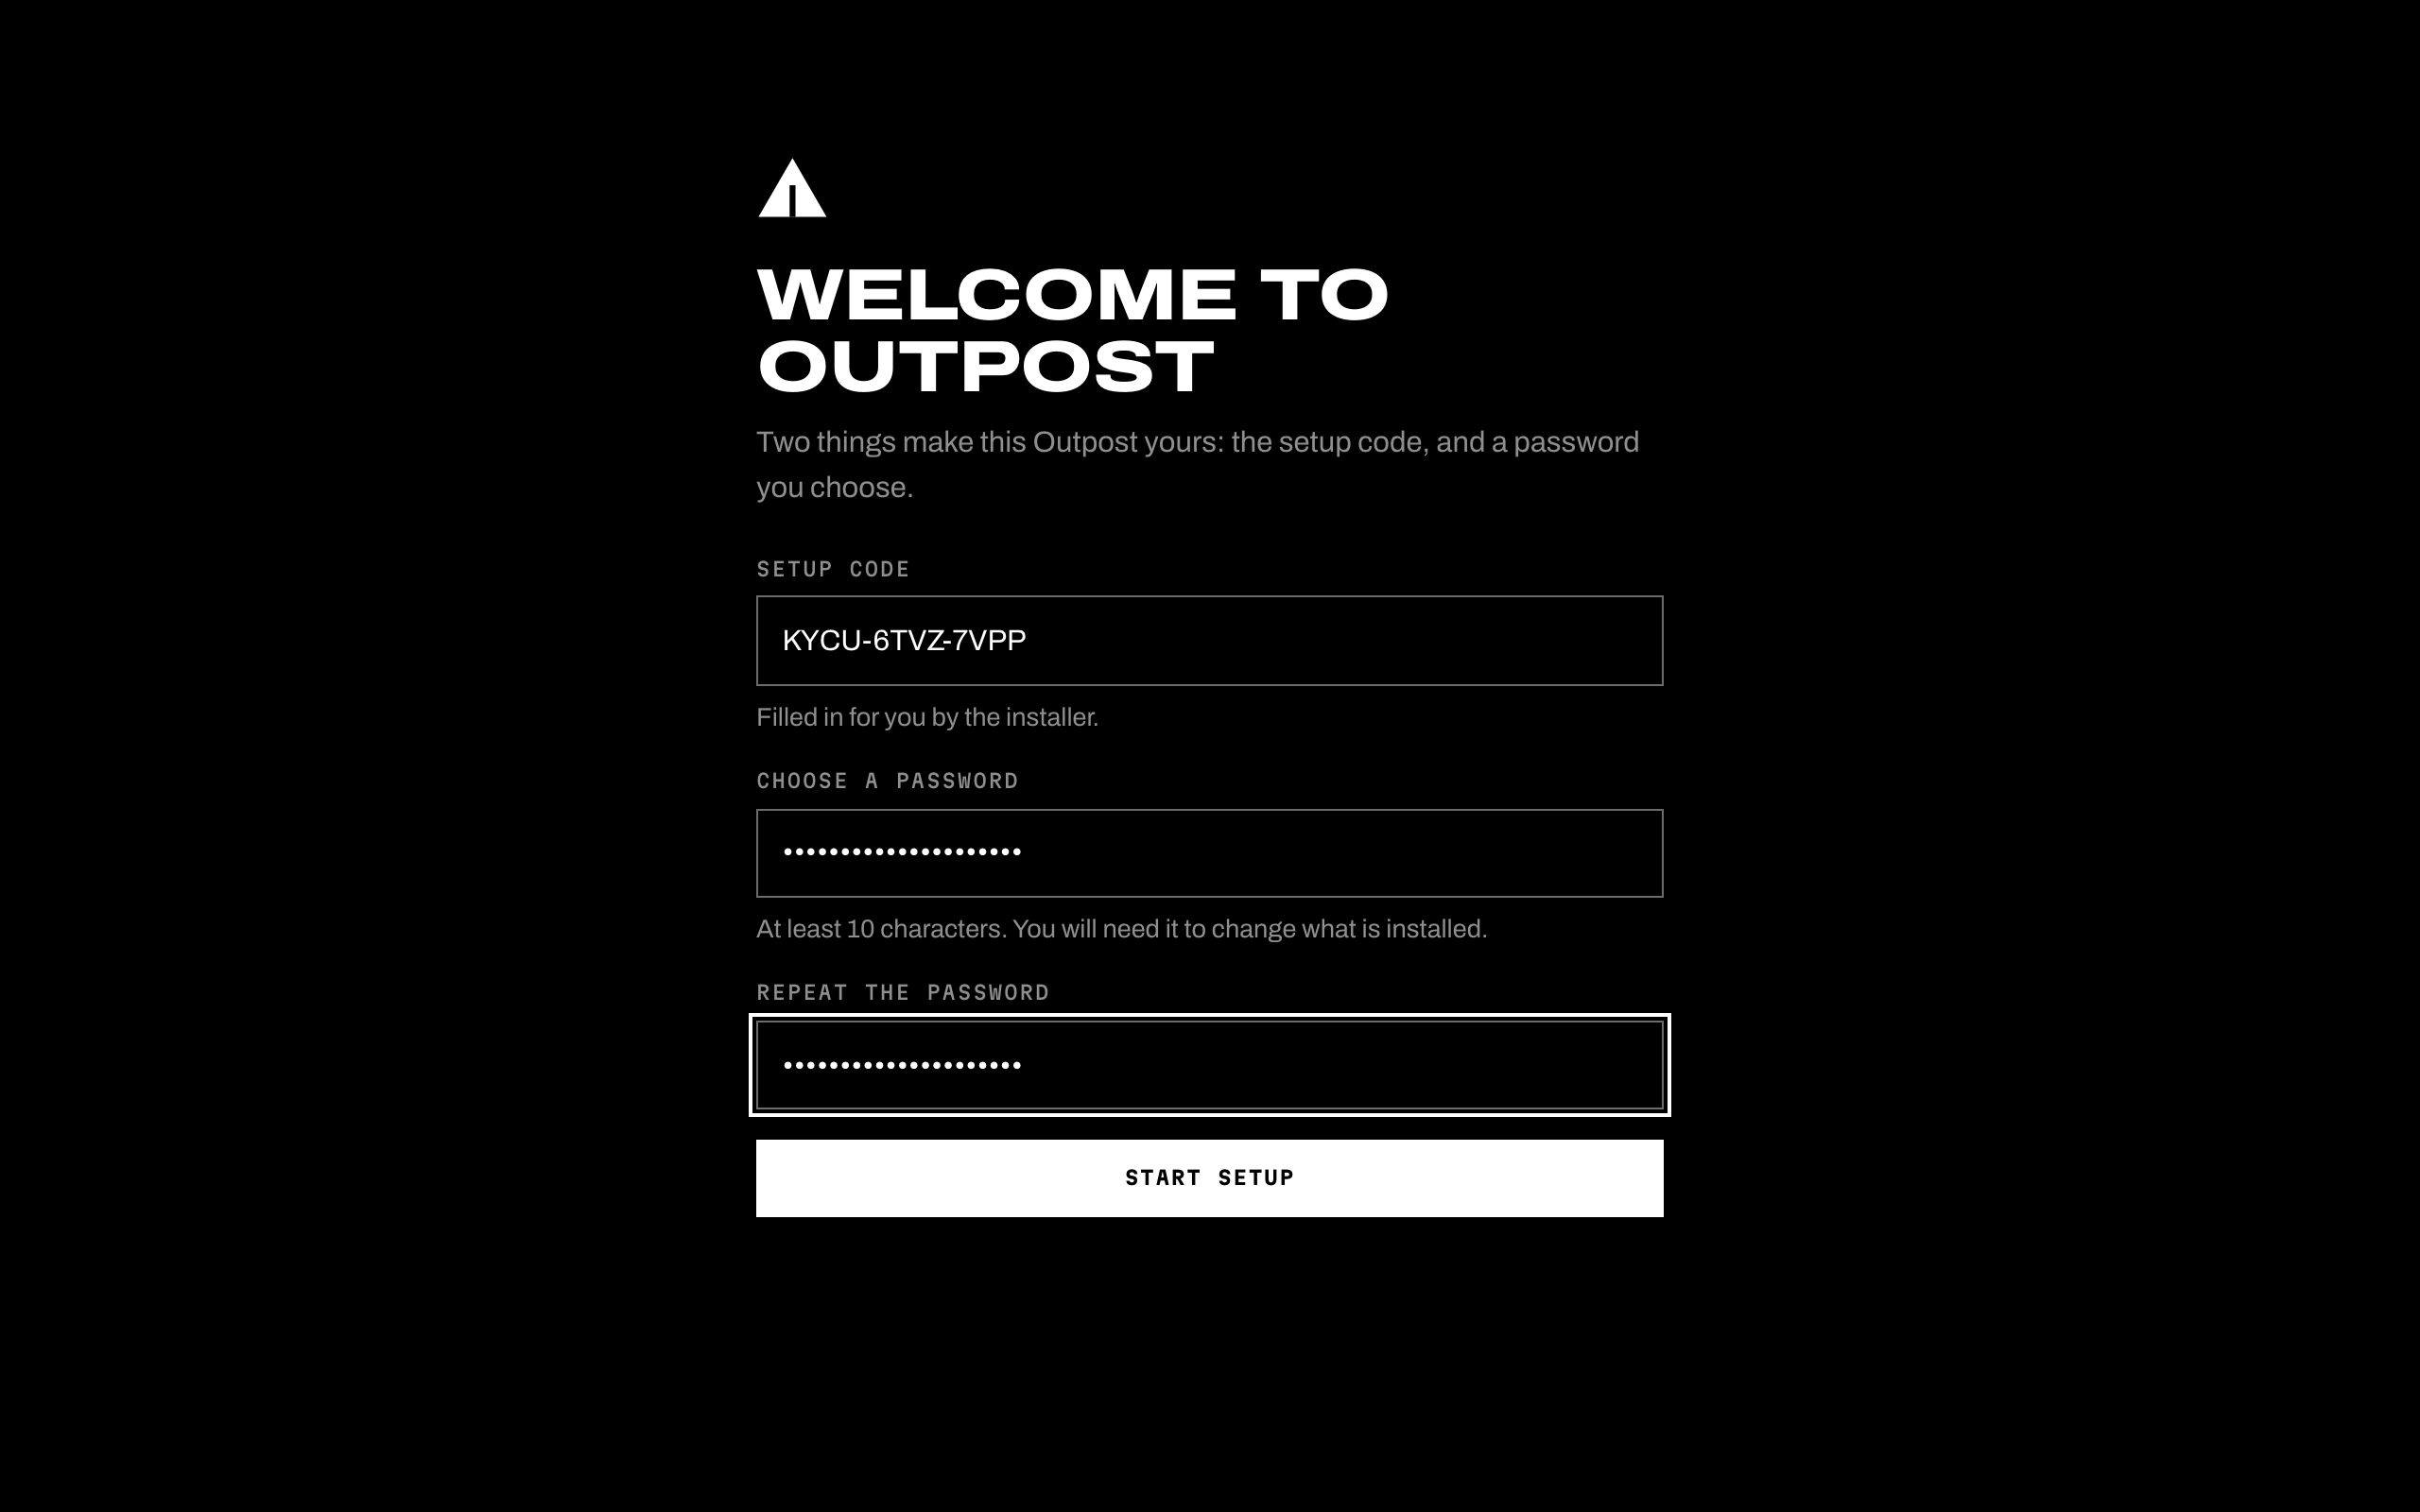 WELCOME TO
OUTPOST
Two things make this Outpost yours: the setup code, and a password
you choose.
SETUP CODE
KYCU-6TVZ-7VPP
Filled in for you by the installer.
CHOOSE A PASSWORD
•••••••••••••••••••••
At least 10 characters. You will need it to change what is installed.
REPEAT THE PASSWORD
•••••••••••••••••••••
START SETUP